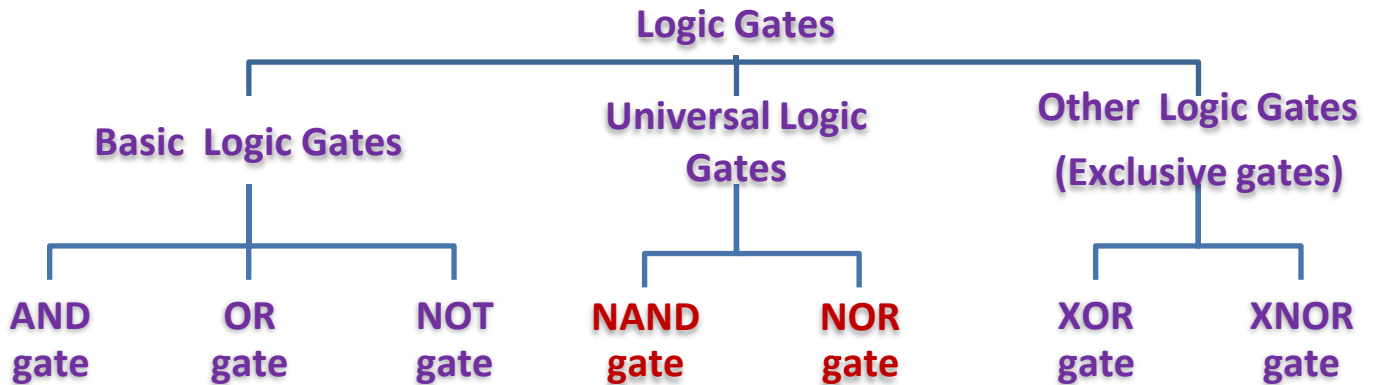 Logic Gates
Basic Logic Gates
Universal Logic
Gates
Other Logic Gates
(Exclusive gates)
AND
gate
OR
gate
NOT
gate
NAND
gate
NOR
gate
XOR
gate
XNOR
gate